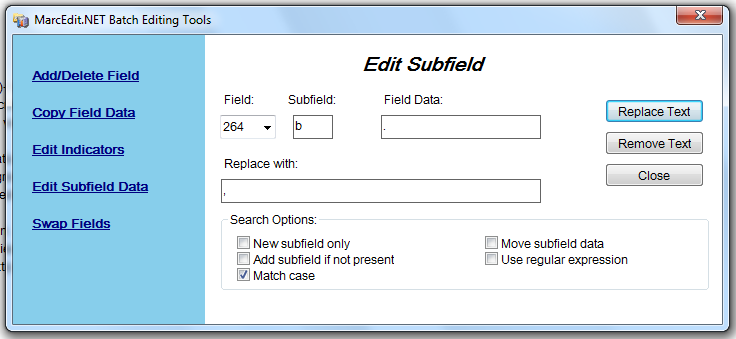 MarcEdit.NET Batch Editing Tools
Add/Delete Field
Copy Field Data
Edit Indicators
Edit Subfield Data
Swap Fields
Edit Subfield
Field: Subfield: Field Data:
264 b .
Replace with:
,
Replace Text
Remove Text
Close
Search Options:
New subfield only
Add subfield if not present
Match case
Move subfield data
Use regular expression